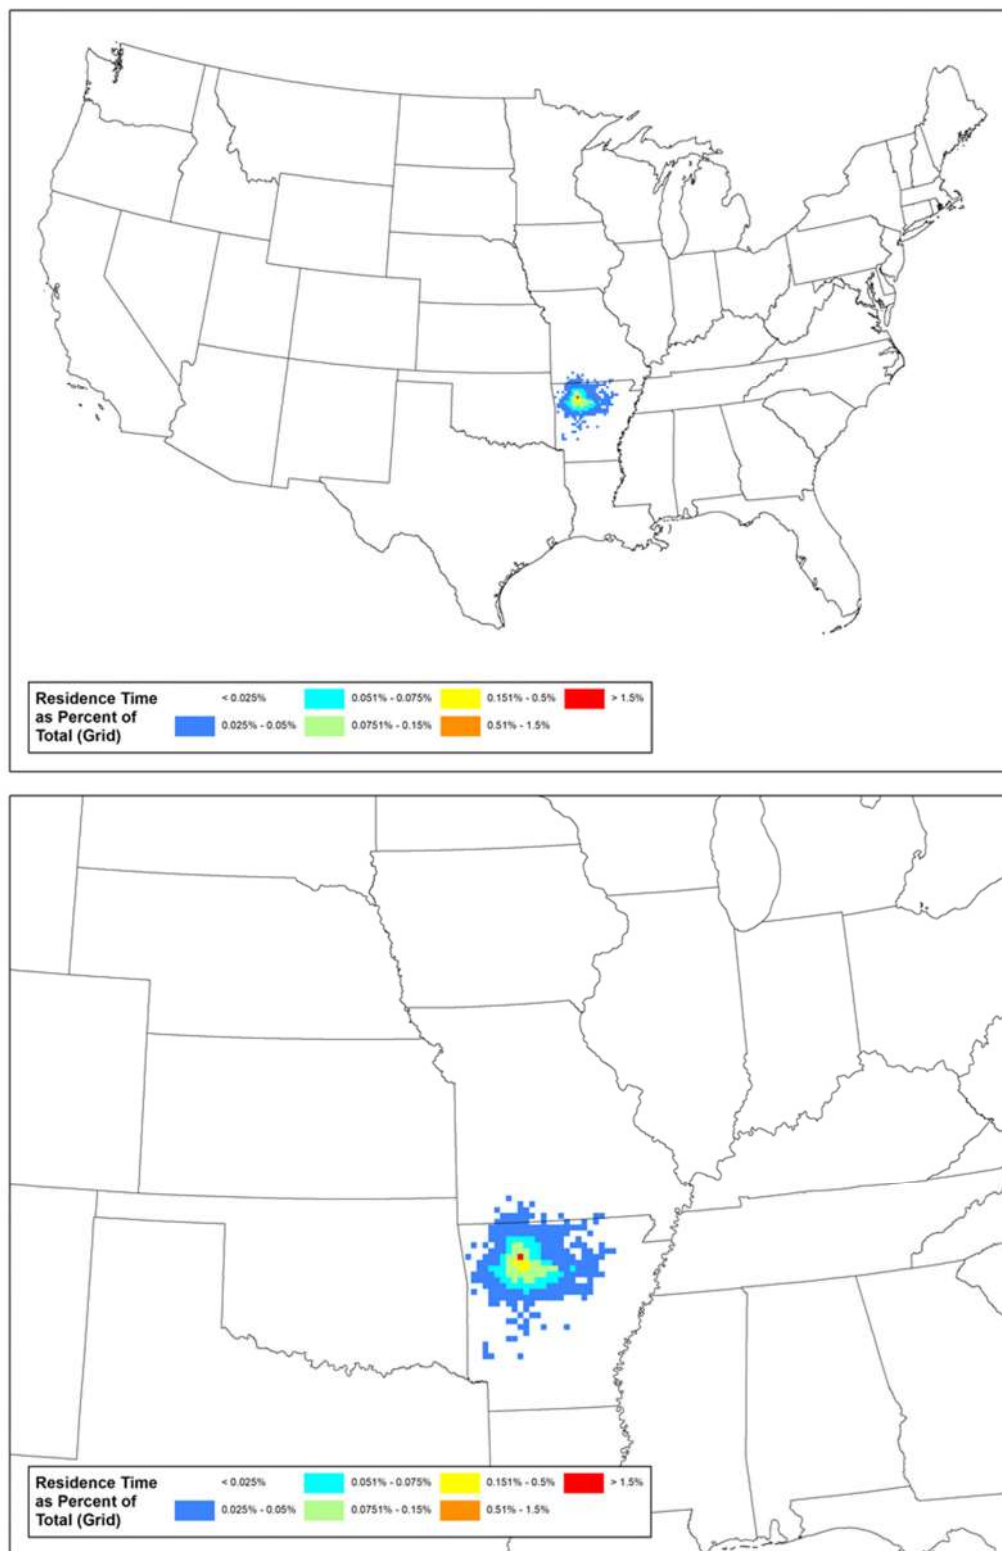 Residence Time
as Percent of
Total (Grid)
< 0.025% 0.051% - 0.075% 0.151% - 0.5% > 1.5%
0.025% - 0.05% 0.0751% - 0.15% 0.51% - 1.5%
Residence Time
as Percent of
Total (Grid)
< 0.025% 0.051% - 0.075% 0.151% - 0.5% > 1.5%
0.025% - 0.05% 0.0751% - 0.15% 0.51% - 1.5%